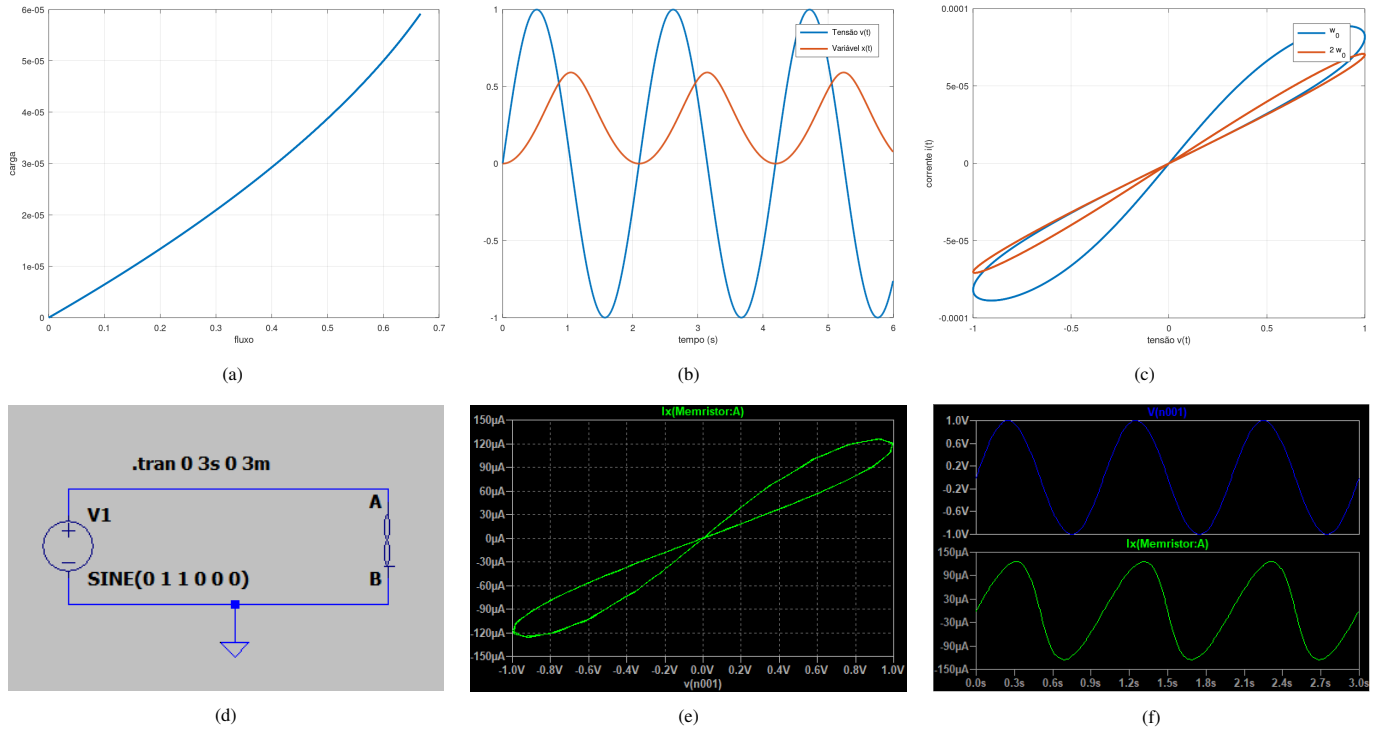 6e-05
5e-05
4e-05
3e-05
2e-05
1e-05
0
carga
0 0.1 0.2 0.3 0.4 0.5 0.6 0.7
fluxo
(a)
1
0.5
0
-0.5
-1
Tensão v(t)
Variável x(t)
0 1 2 3 4 5 6
tempo (s)
(b)
0.0001
5e-05
0
-5e-05
-0.0001
corrente i(t)
w0
2 w0
-1 -0.5 0 0.5 1
tensão v(t)
(c)
.tran 0 3s 0 3m
V1
SINE(0 1 1 0 0 0)
A
B
(d)
Ix(Memristor:A)
150µA
120µA
90µA
60µA
30µA
0µA
-30µA
-60µA
-90µA
-120µA
-150µA
-1.0V -0.8V -0.6V -0.4V -0.2V 0.0V 0.2V 0.4V 0.6V 0.8V 1.0V
v(n001)
(e)
V(n001)
1.0V
0.6V
0.2V
-0.2V
-0.6V
-1.0V
Ix(Memristor:A)
150µA
90µA
30µA
-30µA
-90µA
-150µA
0.0s 0.3s 0.6s 0.9s 1.2s 1.5s 1.8s 2.1s 2.4s 2.7s 3.0s
(f)